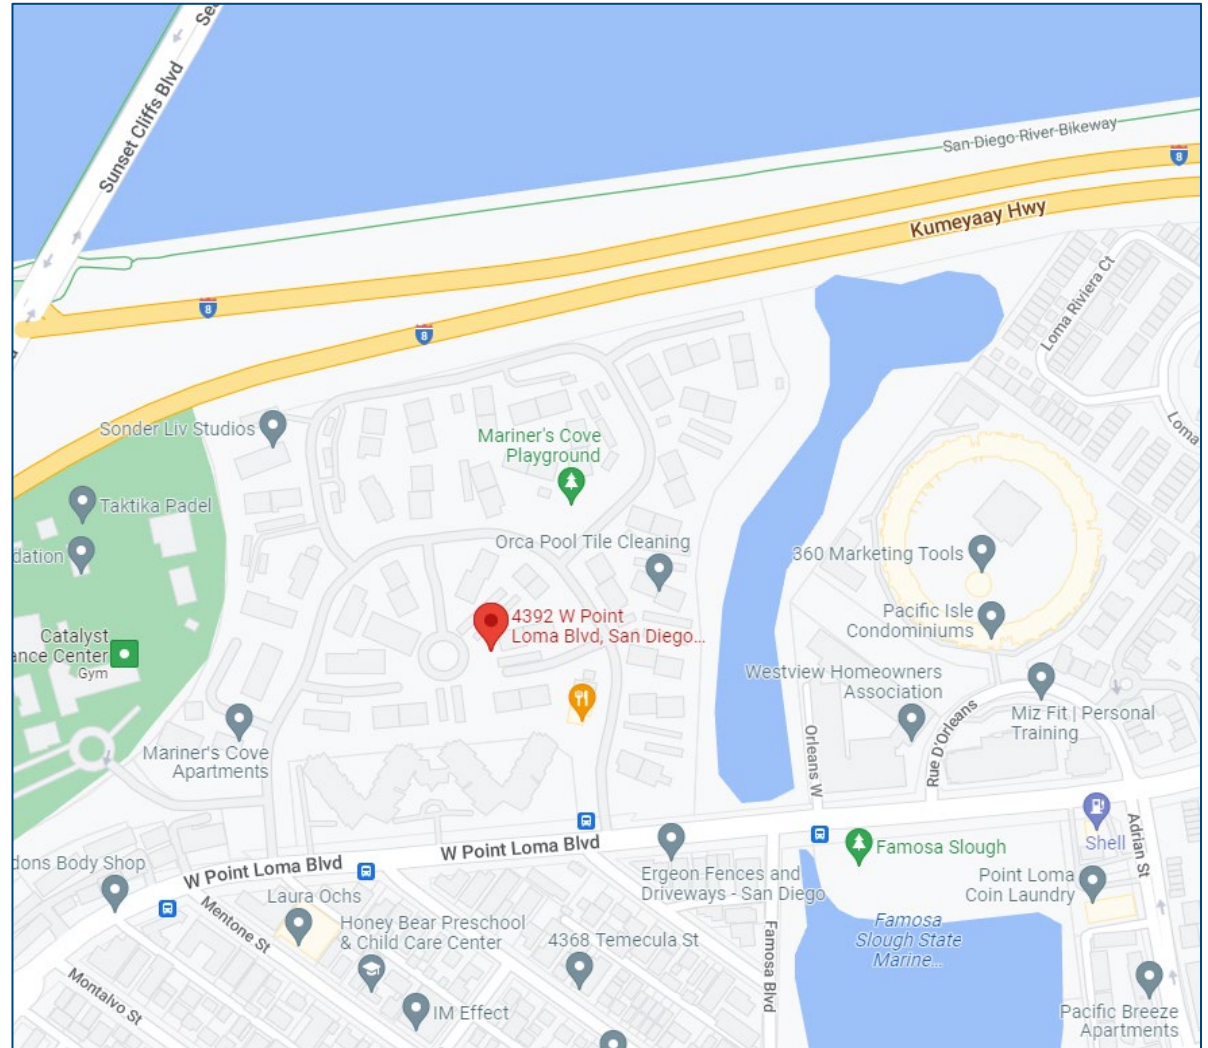 Sec
Sunset Cliffs Blvd
San Diego River Bikeway
8
Kumeyaay Hwy
8
8
Loma Riviera Ct
Loma
Sonder Liv Studios
Mariner's Cove
Playground
Taktika Padel
Orca Pool Tile Cleaning
dation
360 Marketing Tools
4392 W Point
Loma Blvd, San Diego...
Pacific Isle
Condominiums
Catalyst
ance Center
Gym
Westview Homeowners
Association
Miz Fit | Personal
Training
Mariner's Cove
Apartments
Orleans W
Rue D'Orleans
Shell
Adrian St
W Point Loma Blvd
W Point Loma Blvd
Famosa Slough
dons Body Shop
Ergeon Fences and
Driveways - San Diego
Point Loma
Coin Laundry
Laura Ochs
Mentone St
Honey Bear Preschool
& Child Care Center
4368 Temecula St
Famosa Blvd
Famosa
Slough State
Marine...
Montalvo St
IM Effect
Pacific Breeze
Apartments